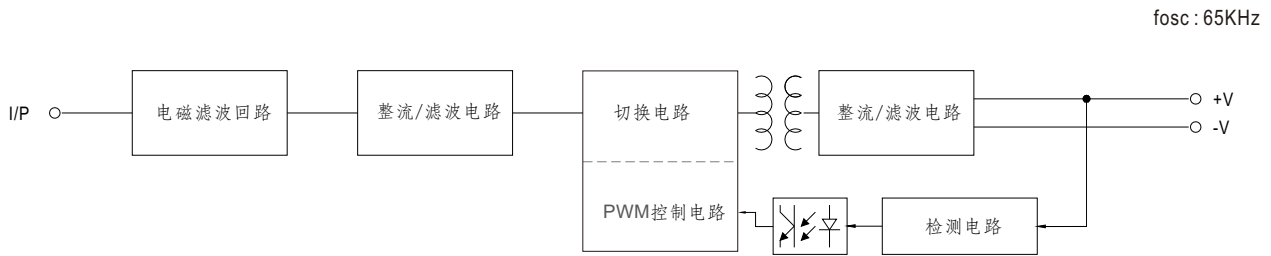 fosc : 65KHz
I/P
电磁滤波回路
整流/滤波电路
切换电路
整流/滤波电路
+V
-V
PWM控制电路
检测电路